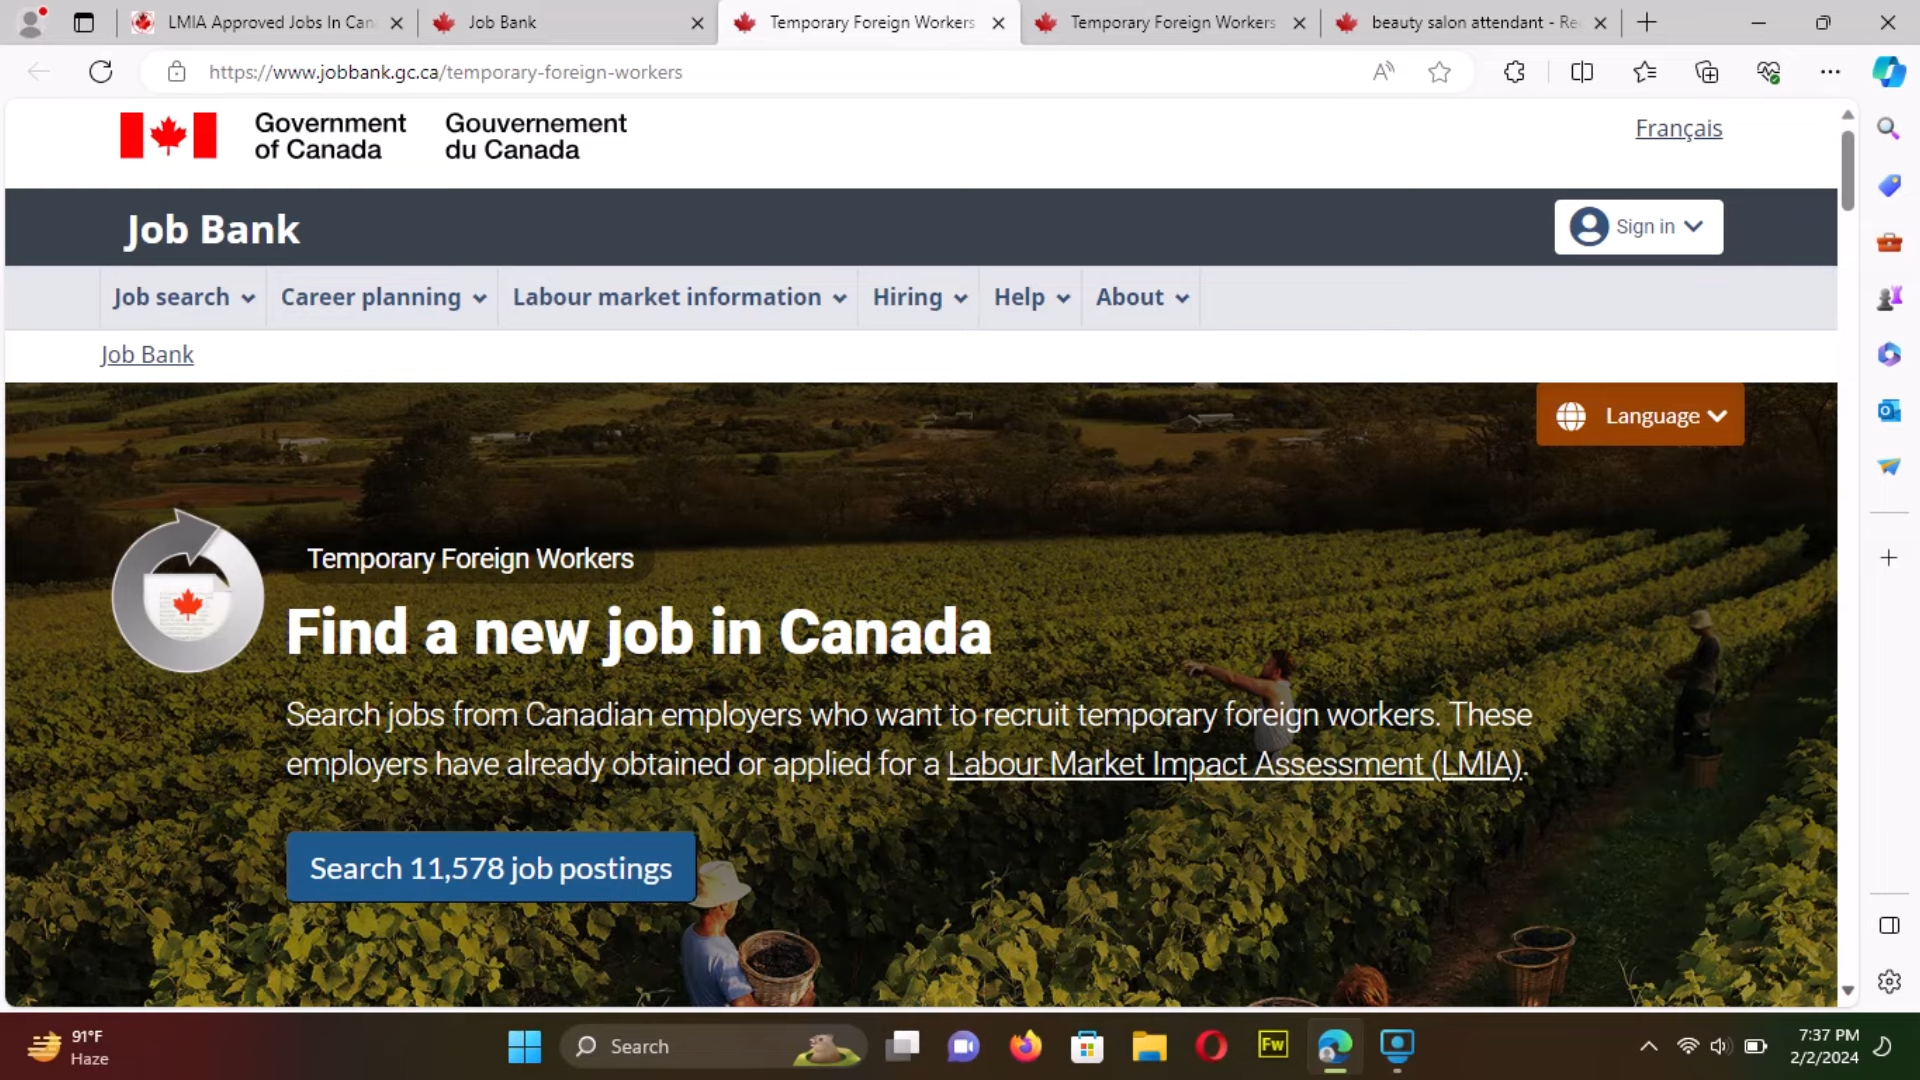 LMIA Approved Jobs In Can
Job Bank
Temporary Foreign Workers
Temporary Foreign Workers
beauty salon attendant - Re
https://www.jobbank.gc.ca/temporary-foreign-workers
Government of Canada
Gouvernement du Canada
Français
Job Bank
Sign in
Job search
Career planning
Labour market information
Hiring
Help
About
Job Bank
Language
Temporary Foreign Workers
Find a new job in Canada
Search jobs from Canadian employers who want to recruit temporary foreign workers. These
employers have already obtained or applied for a Labour Market Impact Assessment (LMIA).
Search 11,578 job postings
91°F
Haze
Search
Fw
7:37 PM
2/2/2024